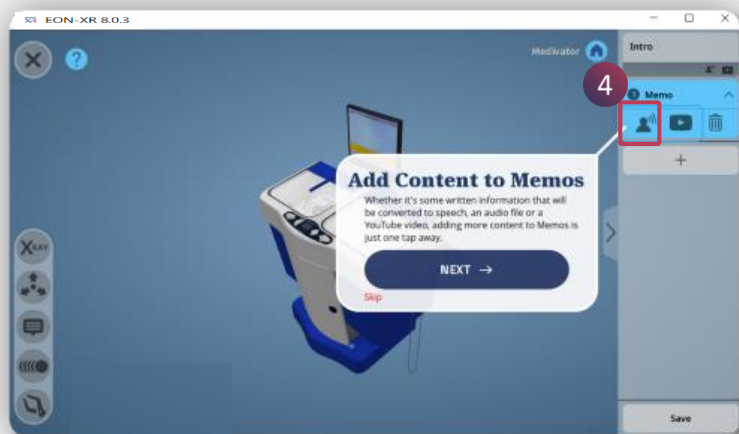 EON-XR 8.0.3
Medivator
Intro
4
1 Memo
Add Content to Memos
Whether it's some written information that will
be converted to speech, an audio file or a
YouTube video, adding more content to Memos is
just one tap away.
NEXT →
Skip
XRAY
Save